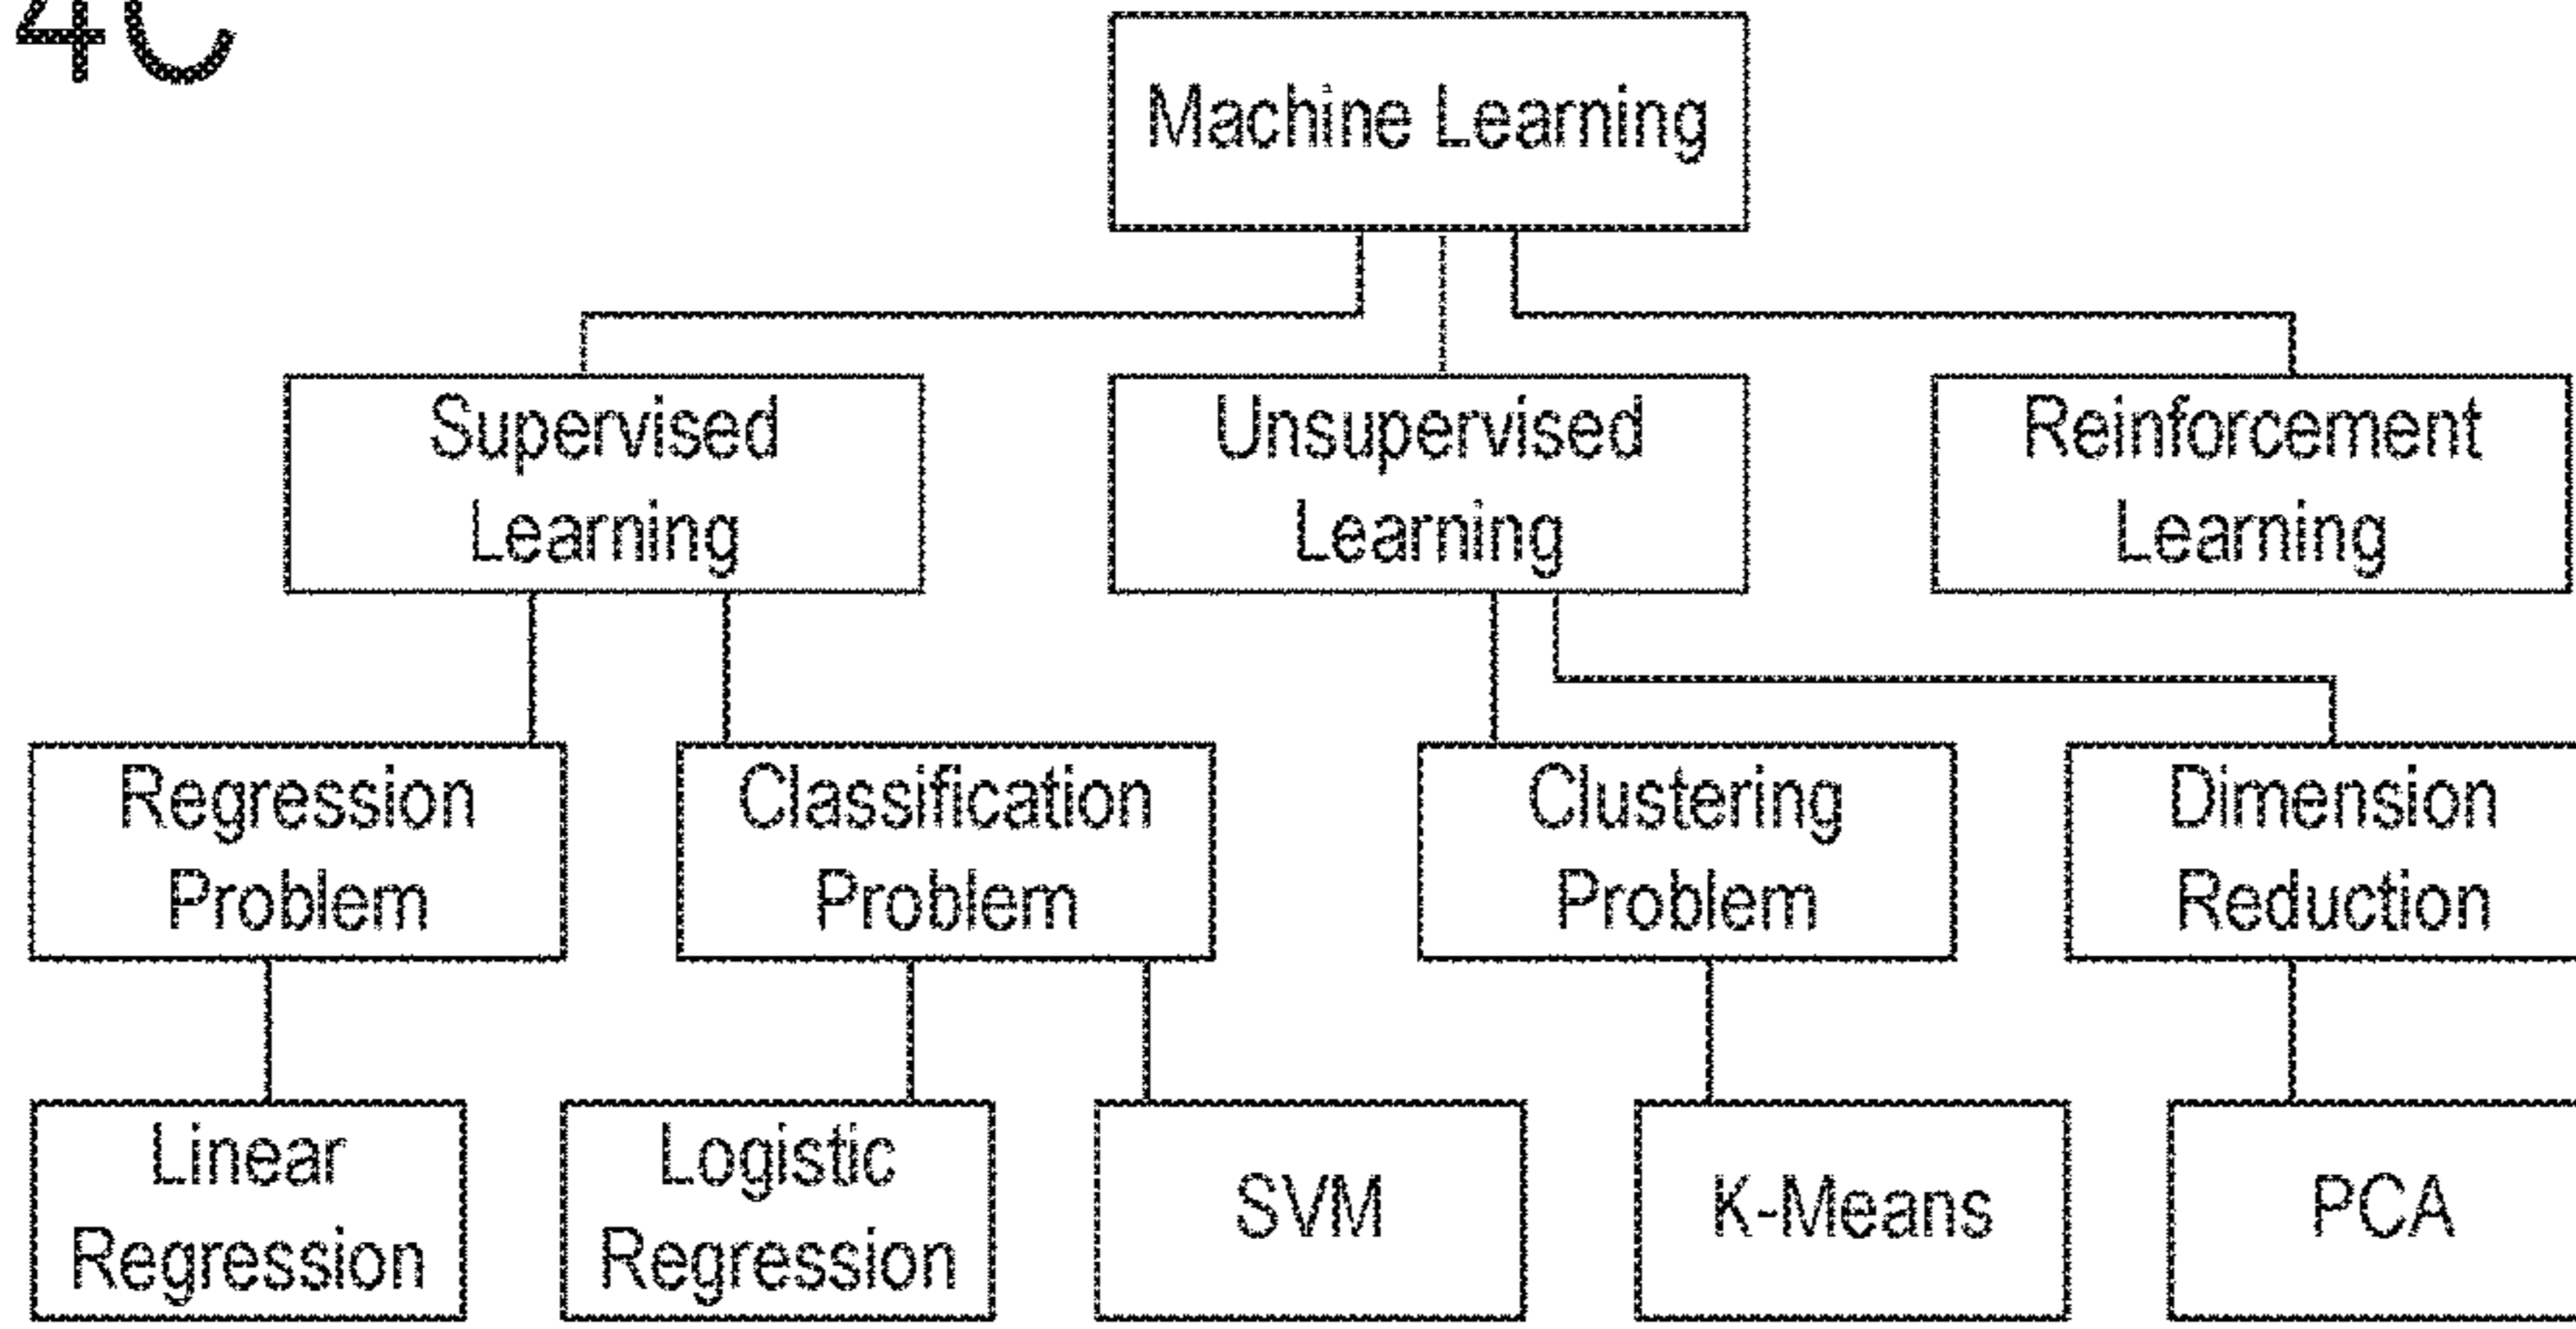 4C
Machine Learning
Supervised
Learning
Unsupervised
Learning
Reinforcement
Learning
Regression
Problem
Classification
Problem
Clustering
Problem
Dimension
Reduction
Linear
Regression
Logistic
Regression
SVM
K-Means
PCA